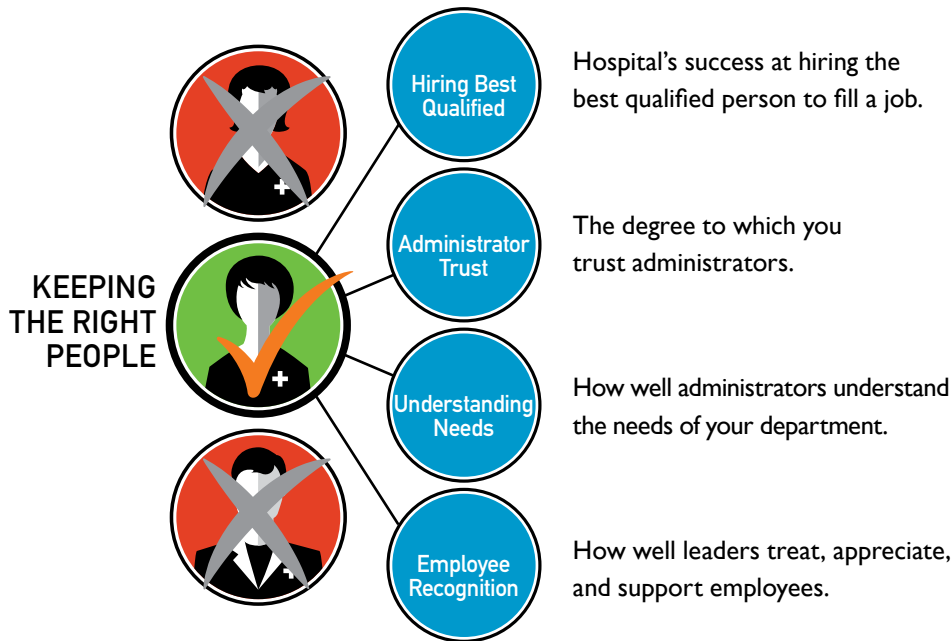 KEEPING
THE RIGHT
PEOPLE
Hiring Best
Qualified
Hospital’s success at hiring the
best qualified person to fill a job.
Administrator
Trust
The degree to which you
trust administrators.
Understanding
Needs
How well administrators understand
the needs of your department.
Employee
Recognition
How well leaders treat, appreciate,
and support employees.